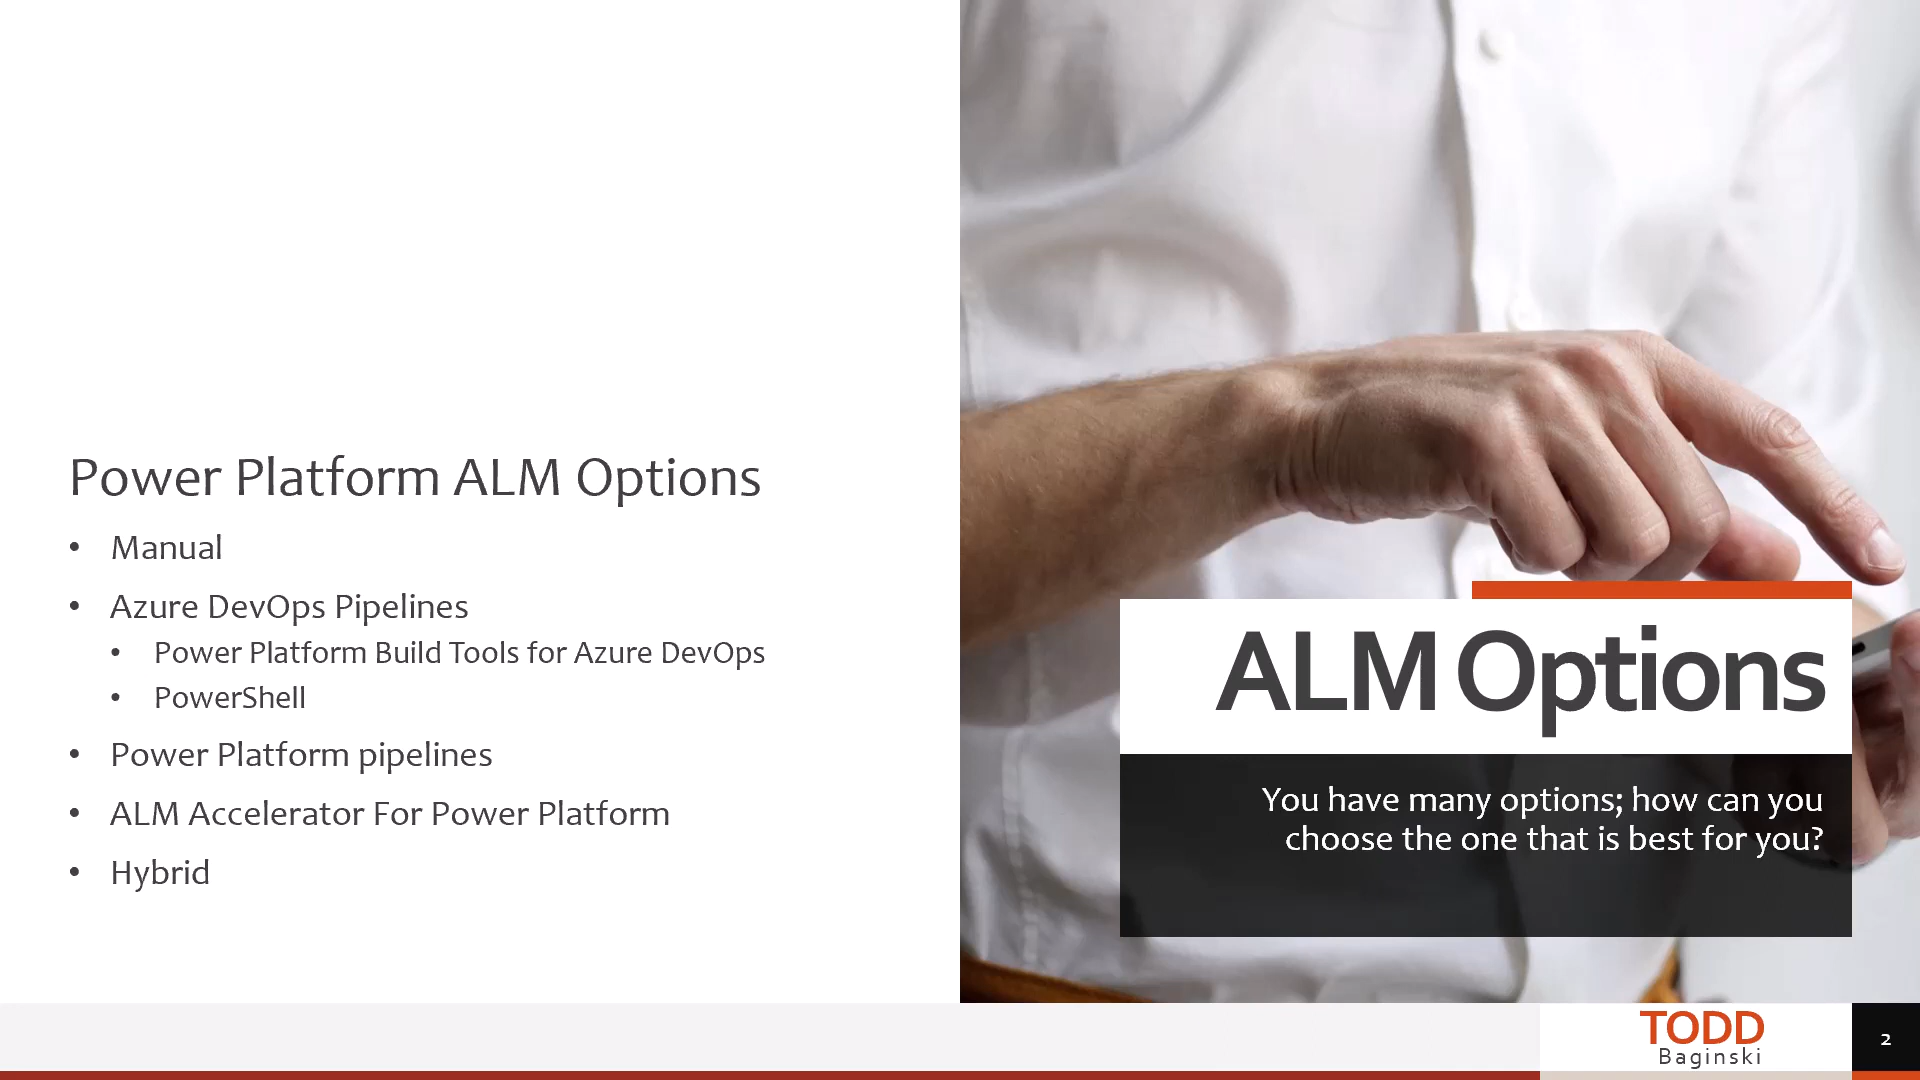 Power Platform ALM Options
• Manual
• Azure DevOps Pipelines
• Power Platform Build Tools for Azure DevOps
• PowerShell
• Power Platform pipelines
• ALM Accelerator For Power Platform
• Hybrid
ALM Options
You have many options; how can you
choose the one that is best for you?
TODD
Baginski
2